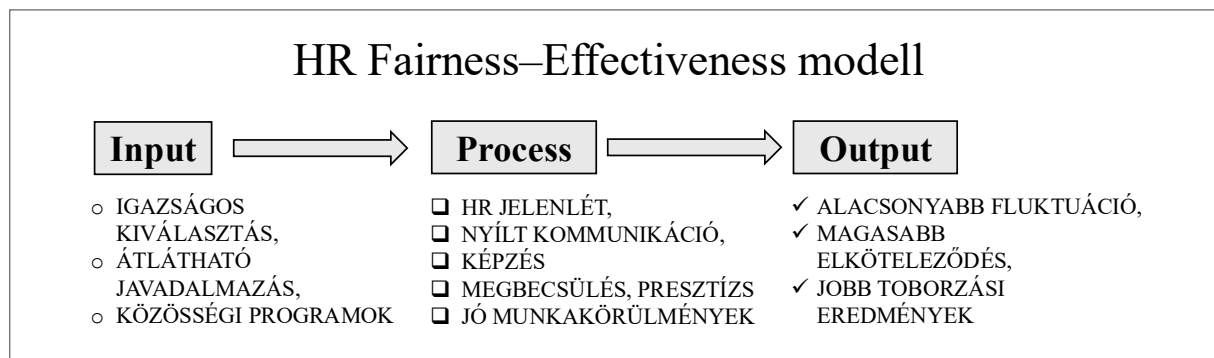 HR Fairness–Effectiveness modell
Input
IGAZSÁGOS
KIVÁLASZTÁS,
ÁTLÁTHATÓ
JAVADALMAZÁS,
KÖZÖSSÉGI PROGRAMOK
Process
HR JELENLÉT,
NYÍLT KOMMUNIKÁCIÓ,
KÉPZÉS
MEGBECSÜLÉS, PRESZTÍZS
JÓ MUNKAKÖRÜLMÉNYEK
Output
ALACSONYABB FLUKTUÁCIÓ,
MAGASABB
ELKÖTELEZŐDÉS,
JOBB TOBORZÁSI
EREDMÉNYEK